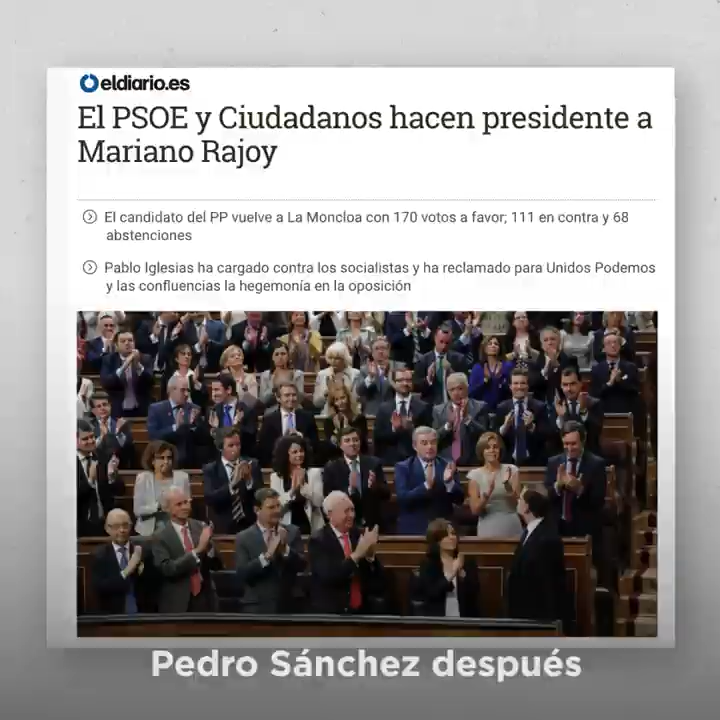 eldiario.es
El PSOE y Ciudadanos hacen presidente a
Mariano Rajoy
El candidato del PP vuelve a La Moncloa con 170 votos a favor; 111 en contra y 68
abstenciones
Pablo Iglesias ha cargado contra los socialistas y ha reclamado para Unidos Podemos
y las confluencias la hegemonía en la oposición
Pedro Sánchez después